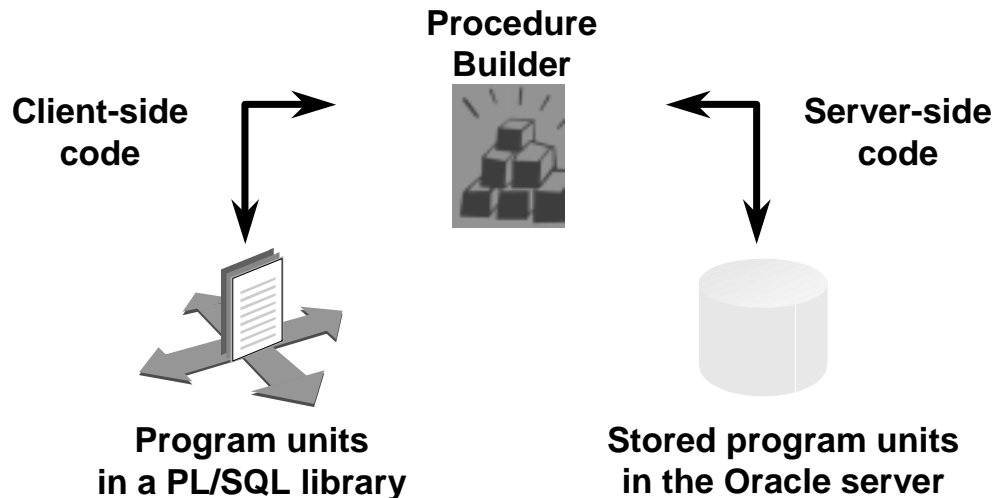 Procedure
Builder
Client-side
code
Server-side
code
Program units
in a PL/SQL library
Stored program units
in the Oracle server